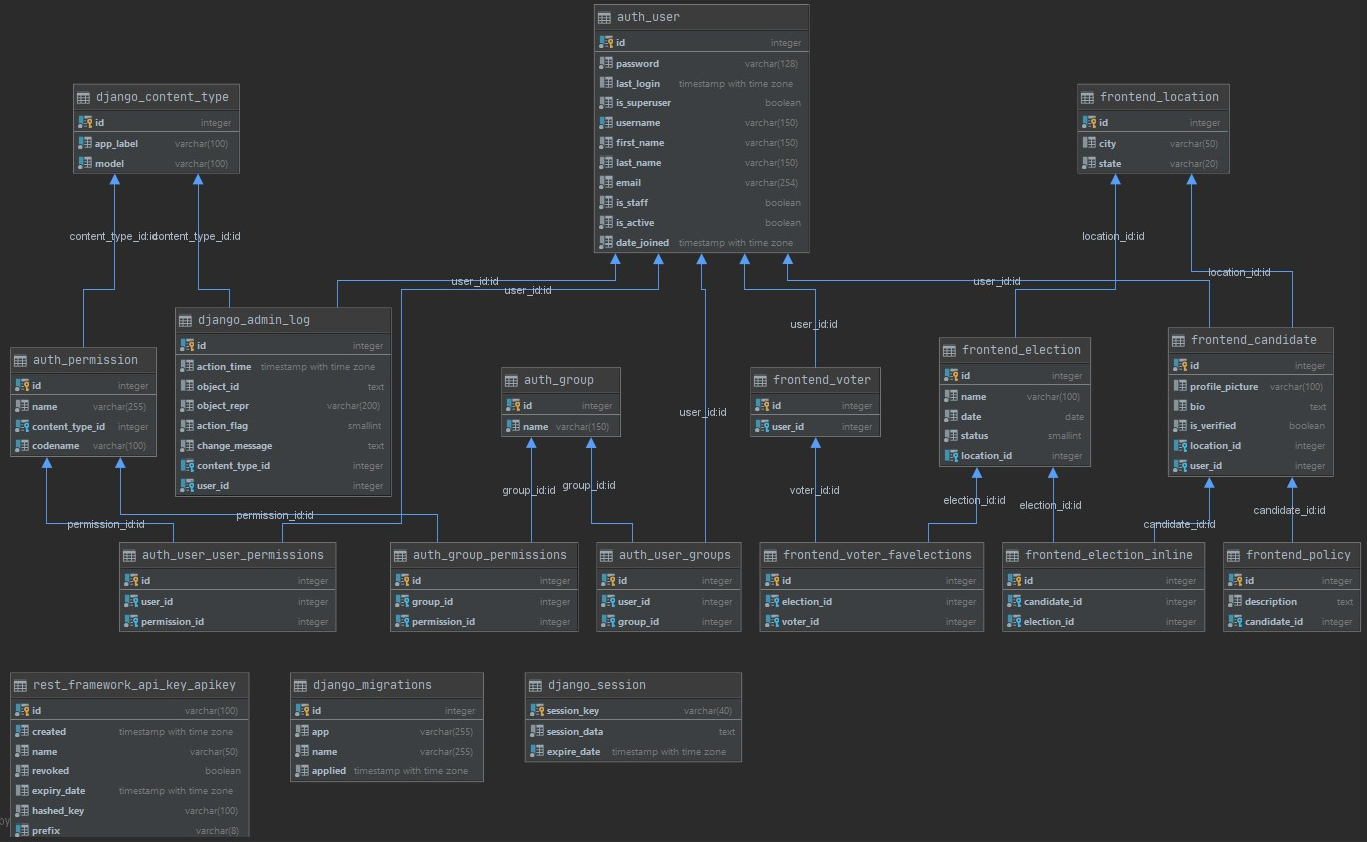 auth_user
id integer
password varchar(128)
last_login timestamp with time zone
is_superuser boolean
username varchar(150)
first_name varchar(150)
last_name varchar(150)
email varchar(254)
is_staff boolean
is_active boolean
date_joined timestamp with time zone
django_content_type
id integer
app_label varchar(100)
model varchar(100)
frontend_location
id integer
city varchar(50)
state varchar(20)
content_type_id:id
content_type_id:id
location_id:id
location_id:id
user_id:id
user_id:id
user_id:id
user_id:id
user_id:id
django_admin_log
id integer
action_time timestamp with time zone
object_id text
object_repr varchar(200)
action_flag smallint
change_message text
content_type_id integer
user_id integer
auth_permission
id integer
name varchar(255)
content_type_id integer
codename varchar(100)
auth_group
id integer
name varchar(150)
frontend_voter
id integer
user_id integer
frontend_election
id integer
name varchar(100)
date date
status smallint
location_id integer
frontend_candidate
id integer
profile_picture varchar(100)
bio text
is_verified boolean
location_id integer
user_id integer
permission_id:id
permission_id:id
group_id:id
group_id:id
voter_id:id
election_id:id
election_id:id
candidate_id:id
candidate_id:id
auth_user_user_permissions
id integer
user_id integer
permission_id integer
auth_group_permissions
id integer
group_id integer
permission_id integer
auth_user_groups
id integer
user_id integer
group_id integer
frontend_voter_favelections
id integer
election_id integer
voter_id integer
frontend_election_inline
id integer
candidate_id integer
election_id integer
frontend_policy
id integer
description text
candidate_id integer
rest_framework_api_key_apikey
id varchar(100)
created timestamp with time zone
name varchar(50)
revoked boolean
expiry_date timestamp with time zone
hashed_key varchar(100)
prefix varchar(8)
django_migrations
id integer
app varchar(255)
name varchar(255)
applied timestamp with time zone
django_session
session_key varchar(40)
session_data text
expire_date timestamp with time zone
by